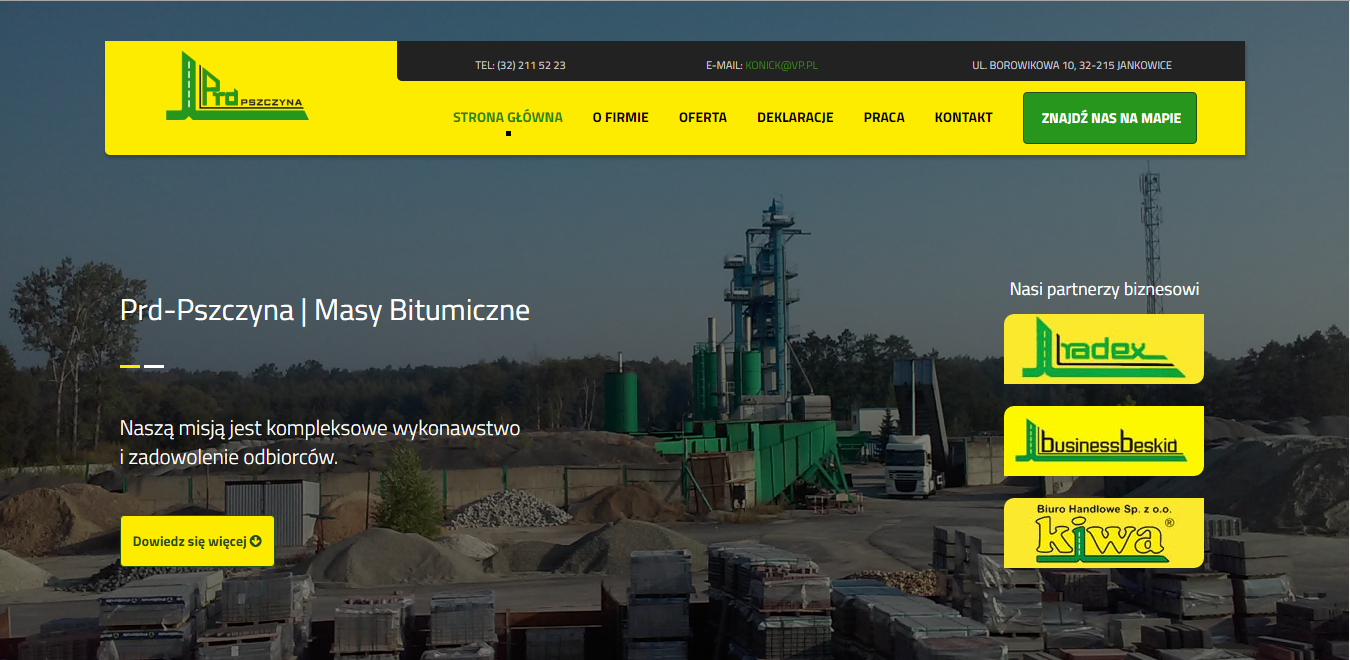 Prd PSZCZYNA
TEL: (32) 211 52 23
E-MAIL: KONICK@VP.PL
UL. BOROWIKOWA 10, 32-215 JANKOWICE
STRONA GŁÓWNA
O FIRMIE
OFERTA
DEKLARACJE
PRACA
KONTAKT
ZNAJDŹ NAS NA MAPIE
Prd-Pszczyna | Masy Bitumiczne
Naszą misją jest kompleksowe wykonawstwo
i zadowolenie odbiorców.
Dowiedz się więcej
Nasi partnerzy biznesowi
radex
businessbeskid
Biuro Handlowe Sp. z o.o.
kiwa®